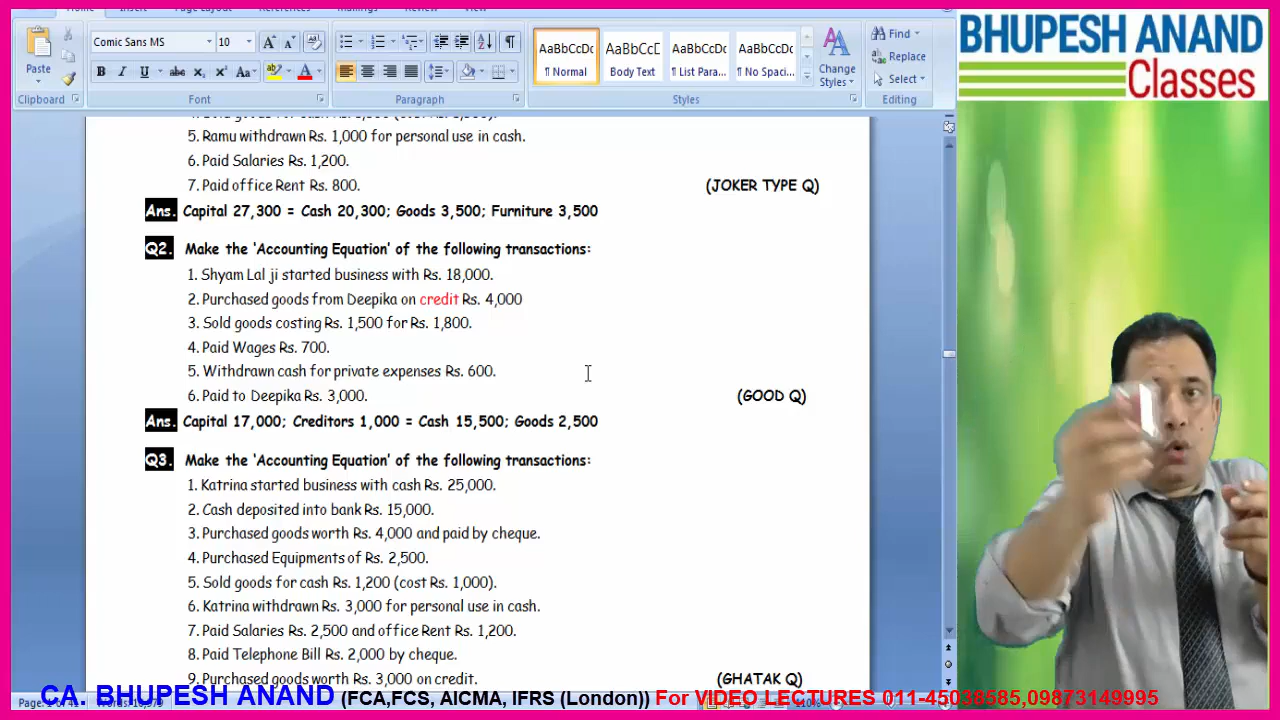 Home Insert Page Layout References Mailings Review View
Comic Sans MS 10
Paste
Clipboard
Font
Paragraph
AaBbCcDc AaBbCcE AaBbCcDc AaBbCcDc
¶ Normal Body Text ¶ List Para... ¶ No Spaci...
Change Styles
Styles
Find
Replace
Select
Editing
BHUPESH ANAND
Classes
5. Ramu withdrawn Rs. 1,000 for personal use in cash.
6. Paid Salaries Rs. 1,200.
7. Paid office Rent Rs. 800. (JOKER TYPE Q)
Ans. Capital 27,300 = Cash 20,300; Goods 3,500; Furniture 3,500
Q2. Make the ‘Accounting Equation’ of the following transactions:
1. Shyam Lal ji started business with Rs. 18,000.
2. Purchased goods from Deepika on credit Rs. 4,000
3. Sold goods costing Rs. 1,500 for Rs. 1,800.
4. Paid Wages Rs. 700.
5. Withdrawn cash for private expenses Rs. 600.
6. Paid to Deepika Rs. 3,000. (GOOD Q)
Ans. Capital 17,000; Creditors 1,000 = Cash 15,500; Goods 2,500
Q3. Make the ‘Accounting Equation’ of the following transactions:
1. Katrina started business with cash Rs. 25,000.
2. Cash deposited into bank Rs. 15,000.
3. Purchased goods worth Rs. 4,000 and paid by cheque.
4. Purchased Equipments of Rs. 2,500.
5. Sold goods for cash Rs. 1,200 (cost Rs. 1,000).
6. Katrina withdrawn Rs. 3,000 for personal use in cash.
7. Paid Salaries Rs. 2,500 and office Rent Rs. 1,200.
8. Paid Telephone Bill Rs. 2,000 by cheque.
9. Purchased goods worth Rs. 3,000 on credit. (GHATAK Q)
CA. BHUPESH ANAND (FCA,FCS, AICMA, IFRS (London)) For VIDEO LECTURES 011-45038585,09873149995